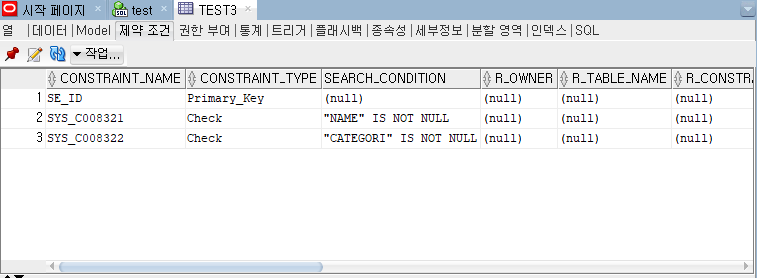 시작 페이지 test TEST3
열 데이터 Model 제약 조건 권한 부여 통계 트리거 플래시백 종속성 세부정보 분할 영역 인덱스 SQL
작업...
CONSTRAINT_NAME CONSTRAINT_TYPE SEARCH_CONDITION R_OWNER R_TABLE_NAME R_CONSTRA
1 SE_ID Primary_Key (null) (null) (null) (null)
2 SYS_C008321 Check "NAME" IS NOT NULL (null) (null) (null)
3 SYS_C008322 Check "CATEGORI" IS NOT NULL (null) (null) (null)